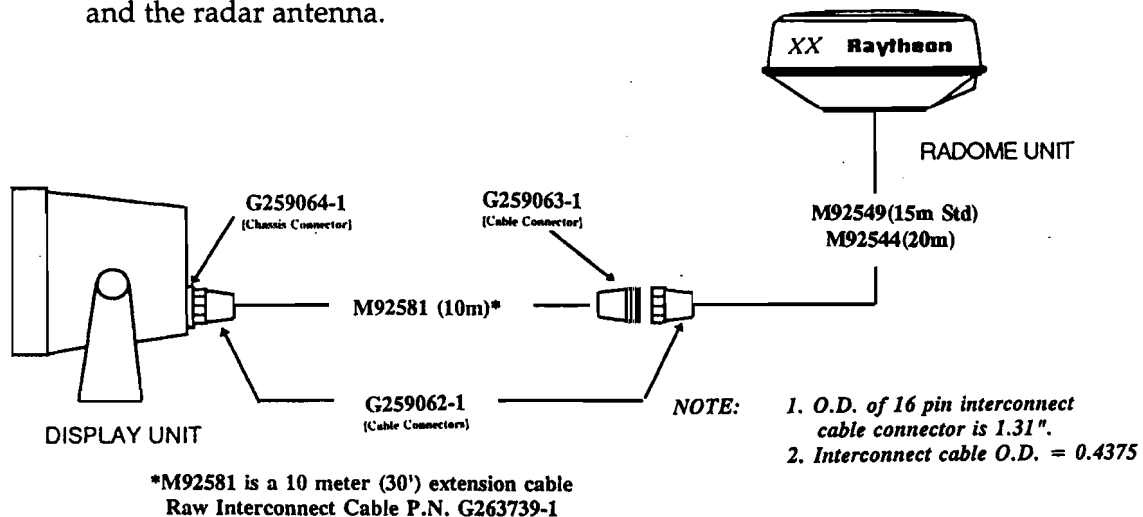 and the radar antenna.
XX Raytheon
RADOME UNIT
G259064-1
[Chassis Connector]
G259063-1
[Cable Connector]
M92549(15m Std)
M92544(20m)
M92581 (10m)*
G259062-1
[Cable Connectors]
DISPLAY UNIT
NOTE: 1. O.D. of 16 pin interconnect
cable connector is 1.31".
2. Interconnect cable O.D. = 0.4375
*M92581 is a 10 meter (30') extension cable
Raw Interconnect Cable P.N. G263739-1